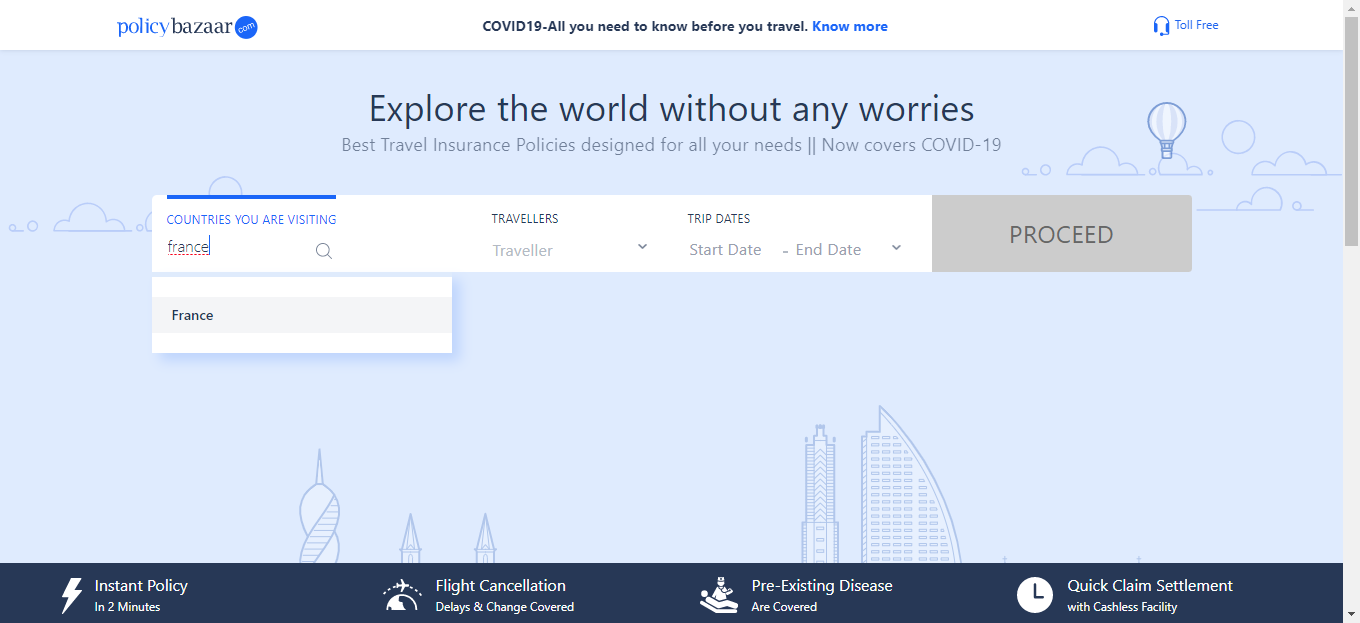 policybazaar com
COVID19-All you need to know before you travel. Know more
Toll Free
Explore the world without any worries
Best Travel Insurance Policies designed for all your needs || Now covers COVID-19
COUNTRIES YOU ARE VISITING
france
TRAVELLERS
Traveller
TRIP DATES
Start Date - End Date
PROCEED
France
Instant Policy
In 2 Minutes
Flight Cancellation
Delays & Change Covered
Pre-Existing Disease
Are Covered
Quick Claim Settlement
with Cashless Facility